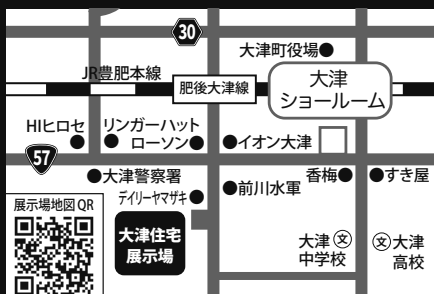 30
大津町役場
JR豊肥本線
肥後大津線
大津
ショールーム
HIヒロセ
リンガーハット
ローソン
イオン大津
57
大津警察署
香梅
すき屋
デイリーヤマザキ
前川水軍
展示場地図QR
大津住宅
展示場
大津㊛
中学校
㊛大津
高校